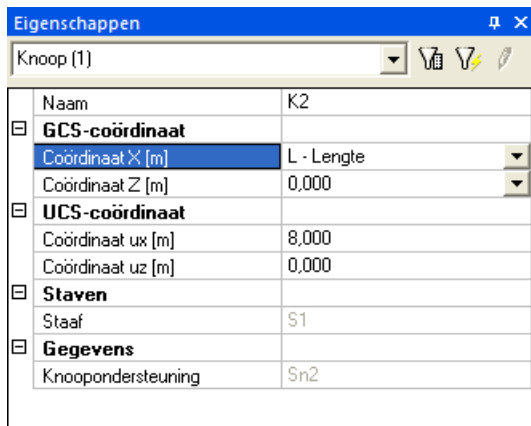 Eigenschappen
Knoop (1)
Naam K2
GCS-coördinaat
Coördinaat X [m] L - Lengte
Coördinaat Z [m] 0,000
UCS-coördinaat
Coördinaat ux [m] 8,000
Coördinaat uz [m] 0,000
Staven
Staaf S1
Gegevens
Knoopondersteuning Sn2